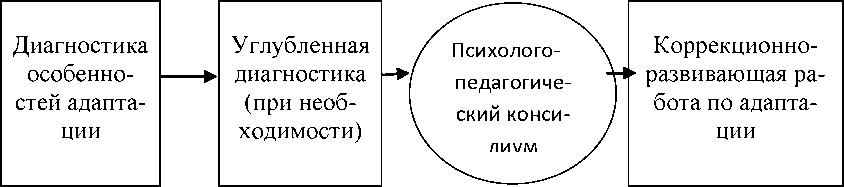 Диагностика
особенно-
стей адапта-
ции
Углубленная
диагностика
(при необ-
ходимости)
Психолого-
педагогиче-
ский конси-
лиум
Коррекционно-
развивающая ра-
бота по адапта-
ции